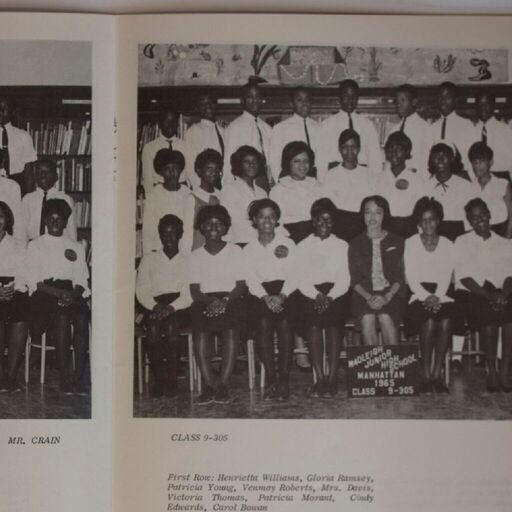 WADLEIGH
JUNIOR HIGH SCHOOL
MANHATTAN
1965
CLASS 9-305
MR. CRAIN
CLASS 9-305
First Row: Henrietta Williams, Gloria Ramsey,
Patricia Young, Venmay Roberts, Mrs. Davis,
Victoria Thomas, Patricia Morant, Cindy
Edwards, Carol Bowan